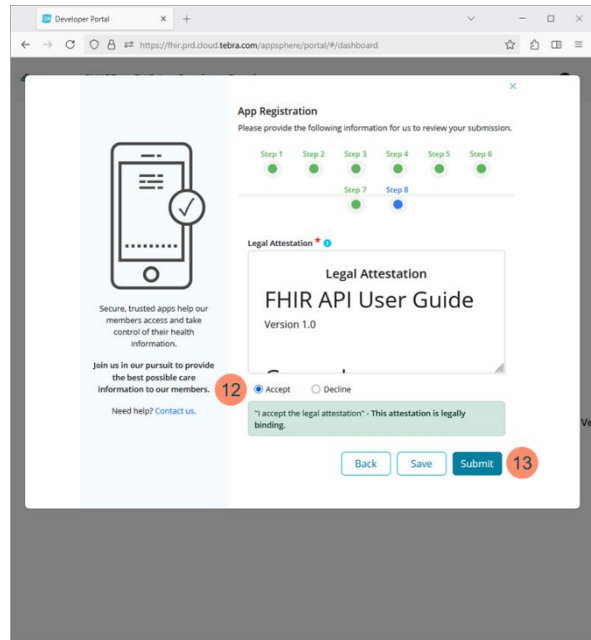 Developer Portal
https://fhir.prd.cloud.tebra.com/appsphere/portal/#/dashboard
App Registration
Please provide the following information for us to review your submission.
Step 1 Step 2 Step 3 Step 4 Step 5 Step 6
Step 7 Step 8
Legal Attestation *
Legal Attestation
FHIR API User Guide
Version 1.0
Secure, trusted apps help our
members access and take
control of their health
information.
Join us in our pursuit to provide
the best possible care
information to our members.
Need help? Contact us.
12
Accept Decline
"I accept the legal attestation" - This attestation is legally
binding.
Back Save Submit
13
Ve